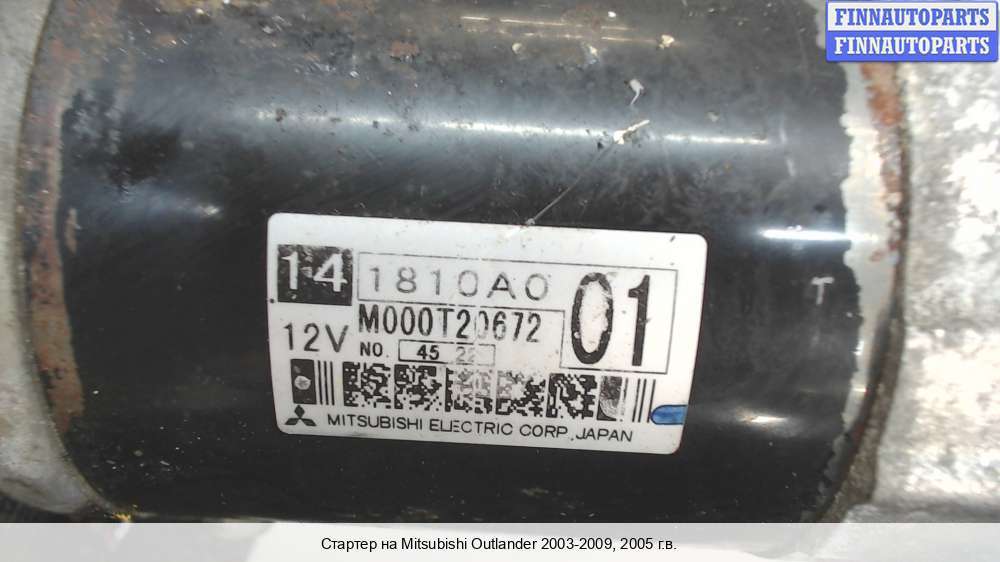 FINNAUTOPARTS
FINNAUTOPARTS
14 1810A0 01
12V M000T20672
NO. 45 22
MITSUBISHI ELECTRIC CORP. JAPAN
T
Стартер на Mitsubishi Outlander 2003-2009, 2005 г.в.